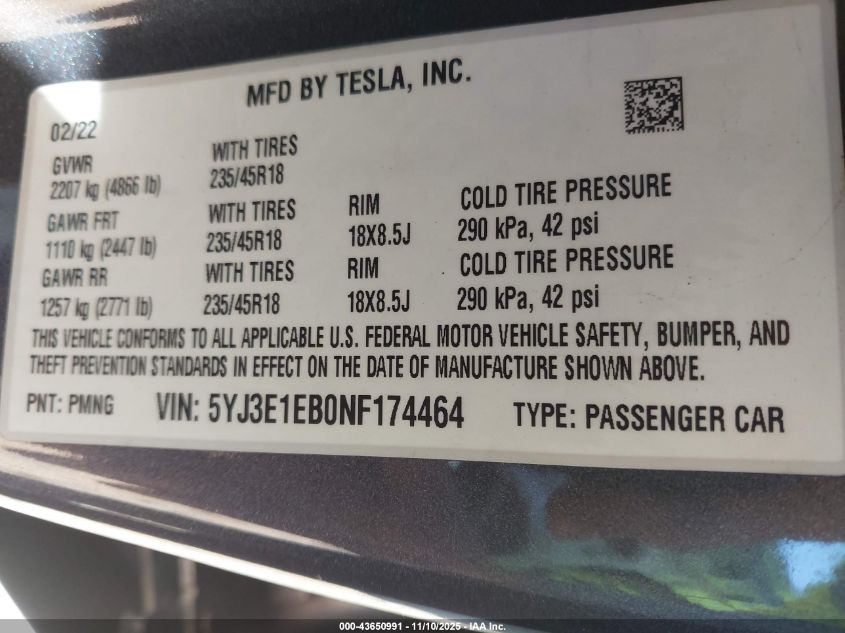 MFD BY TESLA, INC.
02/22
GVWR WITH TIRES
2207 kg (4866 lb) 235/45R18
GAWR FRT WITH TIRES RIM COLD TIRE PRESSURE
1110 kg (2447 lb) 235/45R18 18X8.5J 290 kPa, 42 psi
GAWR RR WITH TIRES RIM COLD TIRE PRESSURE
1257 kg (2771 lb) 235/45R18 18X8.5J 290 kPa, 42 psi
THIS VEHICLE CONFORMS TO ALL APPLICABLE U.S. FEDERAL MOTOR VEHICLE SAFETY, BUMPER, AND
THEFT PREVENTION STANDARDS IN EFFECT ON THE DATE OF MANUFACTURE SHOWN ABOVE.
PNT: PMNG VIN: 5YJ3E1EB0NF174464 TYPE: PASSENGER CAR
000-43650991 - 11/10/2025 - IAA Inc.